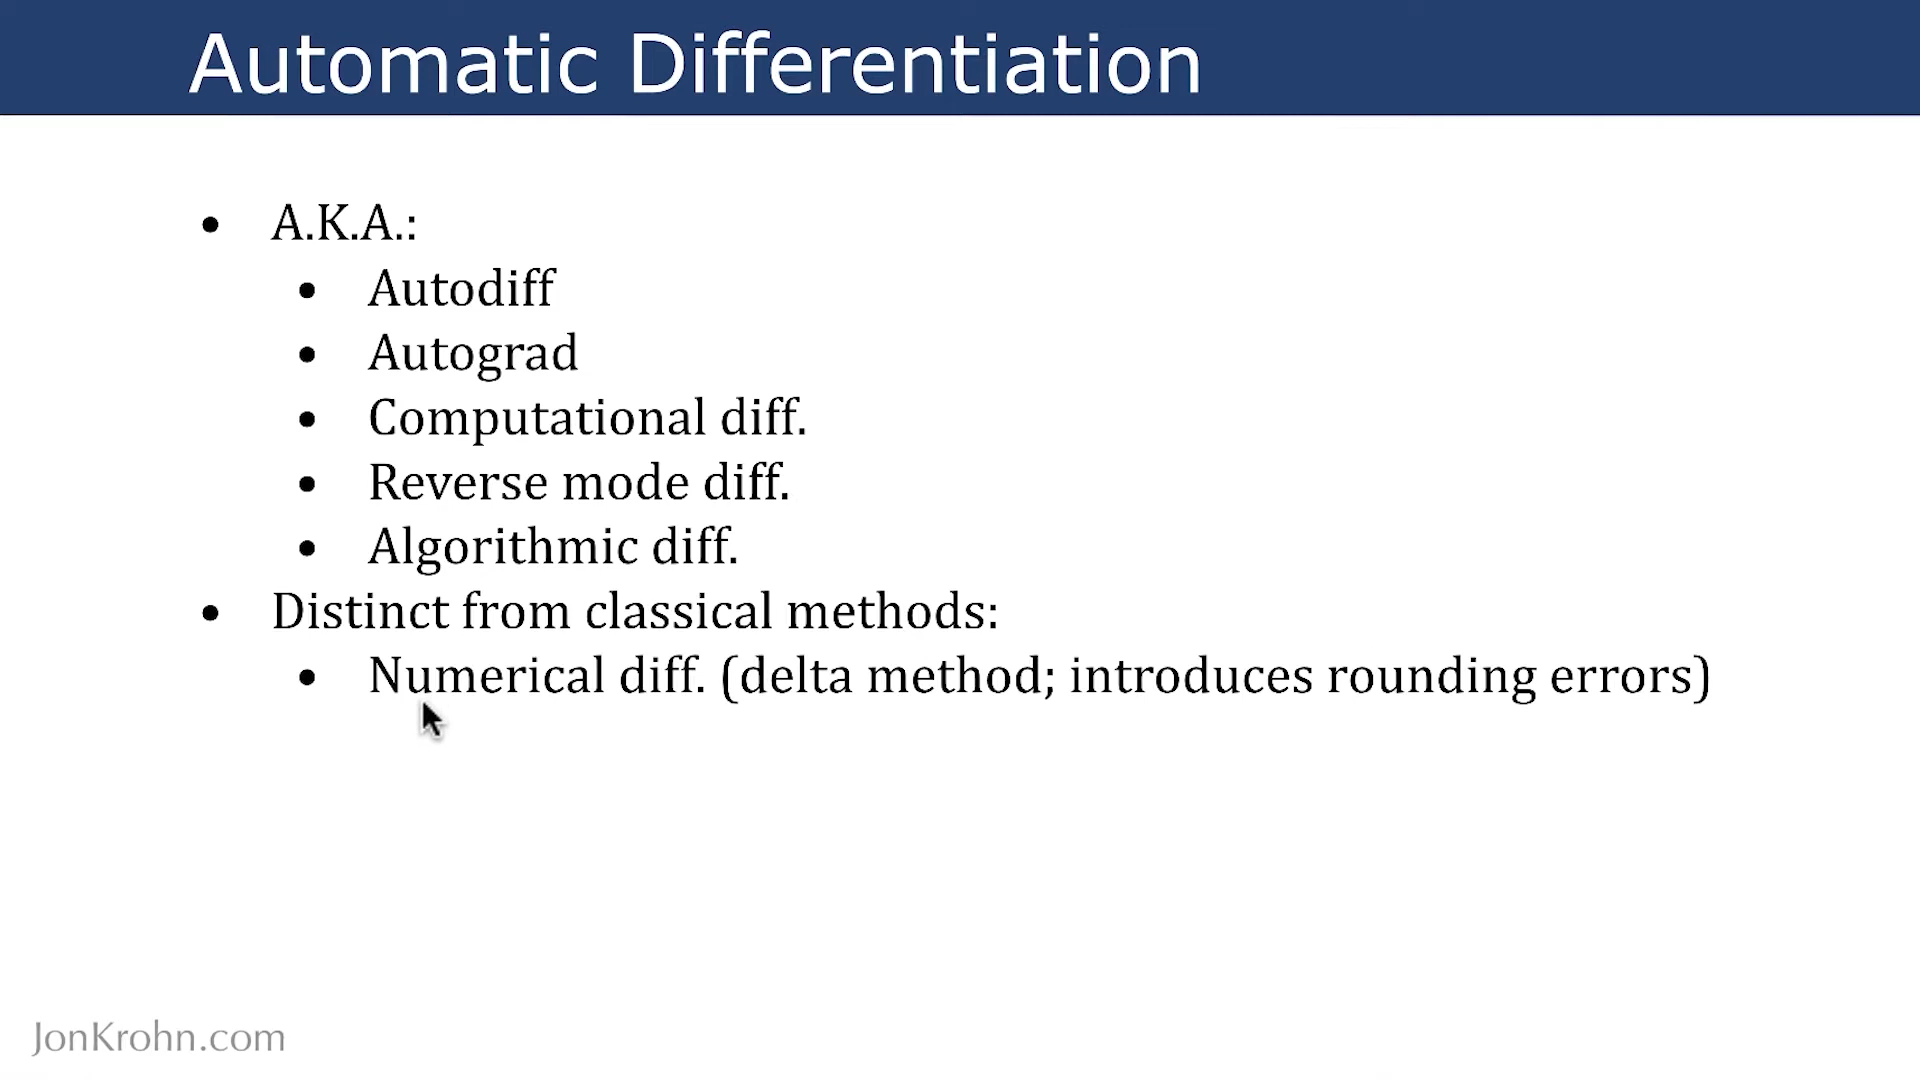 Automatic Differentiation
• A.K.A.:
• Autodiff
• Autograd
• Computational diff.
• Reverse mode diff.
• Algorithmic diff.
• Distinct from classical methods:
• Numerical diff. (delta method; introduces rounding errors)
JonKrohn.com